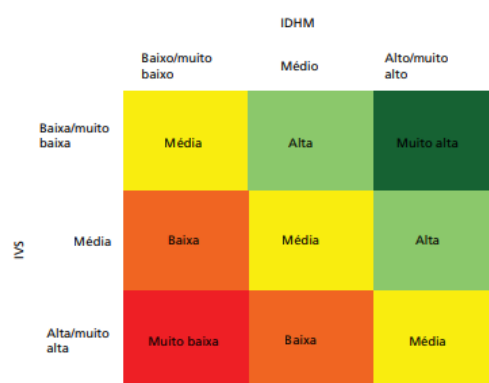 IDHM
Baixo/muito
baixo
Médio
Alto/muito
alto
Baixa/muito
baixa
Média
Alta
Muito alta
IVS
Média
Baixa
Média
Alta
Alta/muito
alta
Muito baixa
Baixa
Média